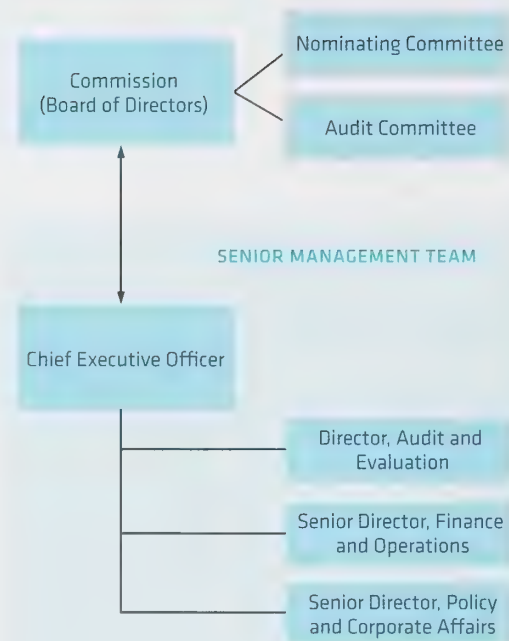 Nominating Committee
Commission
(Board of Directors)
Audit Committee
SENIOR MANAGEMENT TEAM
Chief Executive Officer
Director, Audit and
Evaluation
Senior Director, Finance
and Operations
Senior Director, Policy
and Corporate Affairs